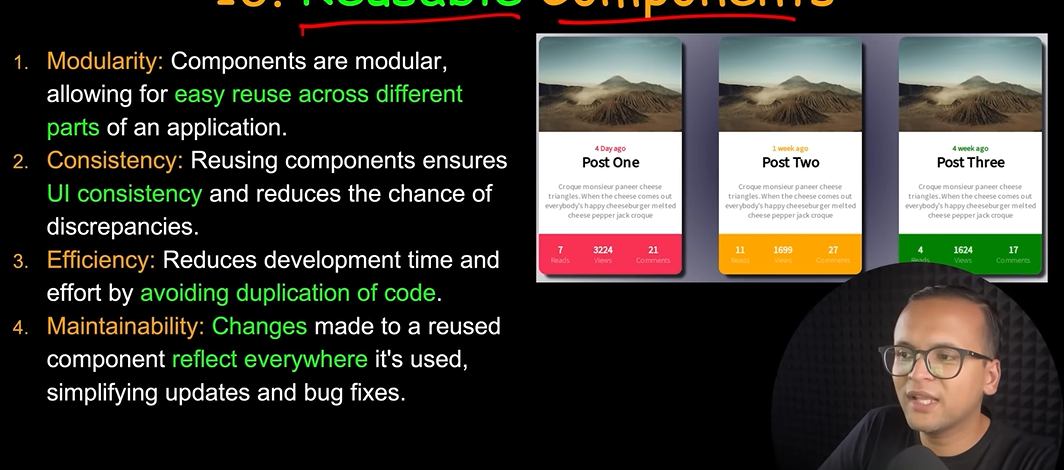 Reusable Components
1. Modularity: Components are modular,
allowing for easy reuse across different
parts of an application.
2. Consistency: Reusing components ensures
UI consistency and reduces the chance of
discrepancies.
3. Efficiency: Reduces development time and
effort by avoiding duplication of code.
4. Maintainability: Changes made to a reused
component reflect everywhere it's used,
simplifying updates and bug fixes.
4 Day ago
Post One
Croque monsieur paneer cheese
triangles. When the cheese comes out
everybody's happy cheeseburger melted
cheese pepper jack croque
7 3224 21
Reads Views Comments
1 week ago
Post Two
Croque monsieur paneer cheese
triangles. When the cheese comes out
everybody's happy cheeseburger melted
cheese pepper jack croque
11 1699 27
Reads Views Comments
4 week ago
Post Three
Croque monsieur paneer cheese
triangles. When the cheese comes out
everybody's happy cheeseburger melted
cheese pepper jack croque
4 1624 17
Reads Views Comments